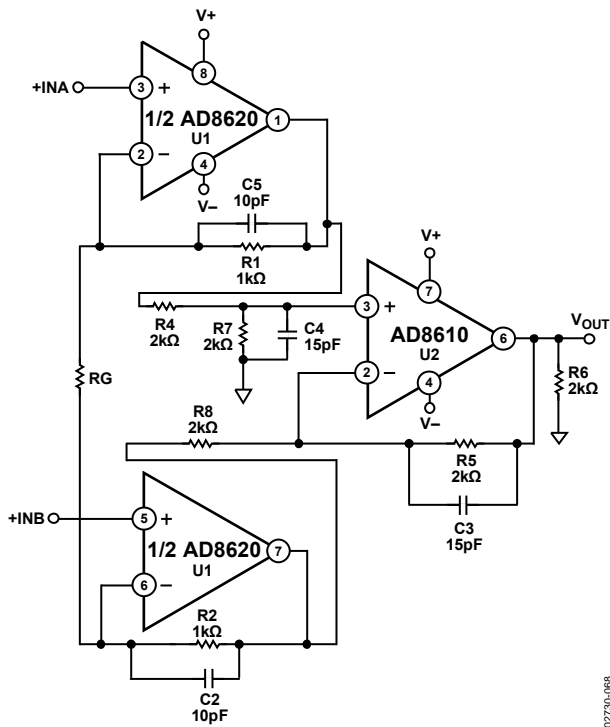 V+
8
+INA
3
+
1/2 AD8620
U1
1
2
–
4
V–
C5
10pF
R1
1kΩ
V+
7
R4
2kΩ
R7
2kΩ
C4
15pF
3
+
AD8610
U2
6
VOUT
2
–
4
V–
R6
2kΩ
RG
R8
2kΩ
R5
2kΩ
C3
15pF
+INB
5
+
1/2 AD8620
U1
7
6
–
R2
1kΩ
C2
10pF
02730-068